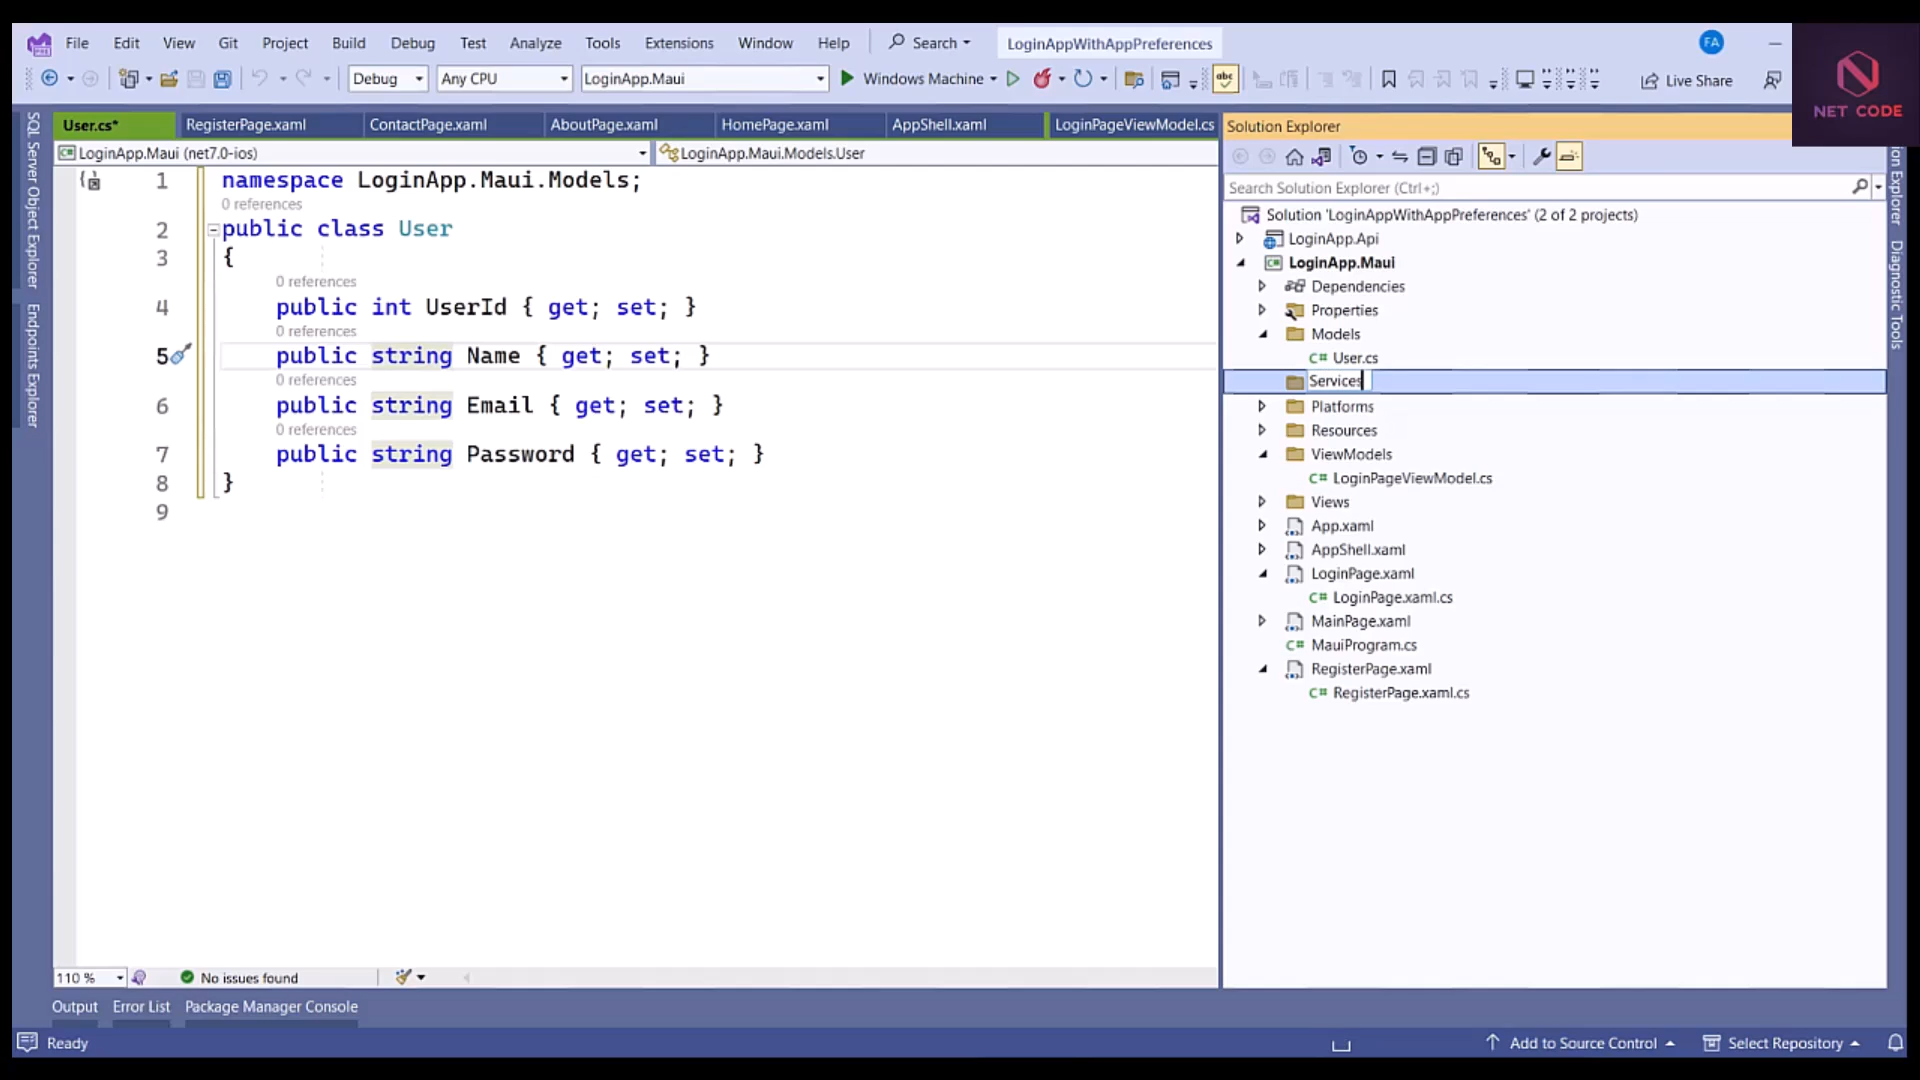 File Edit View Git Project Build Debug Test Analyze Tools Extensions Window Help Search LoginAppWithAppPreferences FA
Debug Any CPU LoginApp.Maui Windows Machine abc Live Share
NET CODE
User.cs* RegisterPage.xaml ContactPage.xaml AboutPage.xaml HomePage.xaml AppShell.xaml LoginPageViewModel.cs
LoginApp.Maui (net7.0-ios) LoginApp.Maui.Models.User
1 namespace LoginApp.Maui.Models;
0 references
2 public class User
3 {
0 references
4 public int UserId { get; set; }
0 references
5 public string Name { get; set; }
0 references
6 public string Email { get; set; }
0 references
7 public string Password { get; set; }
8 }
9
110 % No issues found
Solution Explorer
Search Solution Explorer (Ctrl+;)
Solution 'LoginAppWithAppPreferences' (2 of 2 projects)
LoginApp.Api
LoginApp.Maui
Dependencies
Properties
Models
C# User.cs
Services
Platforms
Resources
ViewModels
C# LoginPageViewModel.cs
Views
App.xaml
AppShell.xaml
LoginPage.xaml
C# LoginPage.xaml.cs
MainPage.xaml
C# MauiProgram.cs
RegisterPage.xaml
C# RegisterPage.xaml.cs
SQL Server Object Explorer
Endpoints Explorer
ion Explorer
Diagnostic Tools
Output Error List Package Manager Console
Ready Add to Source Control Select Repository